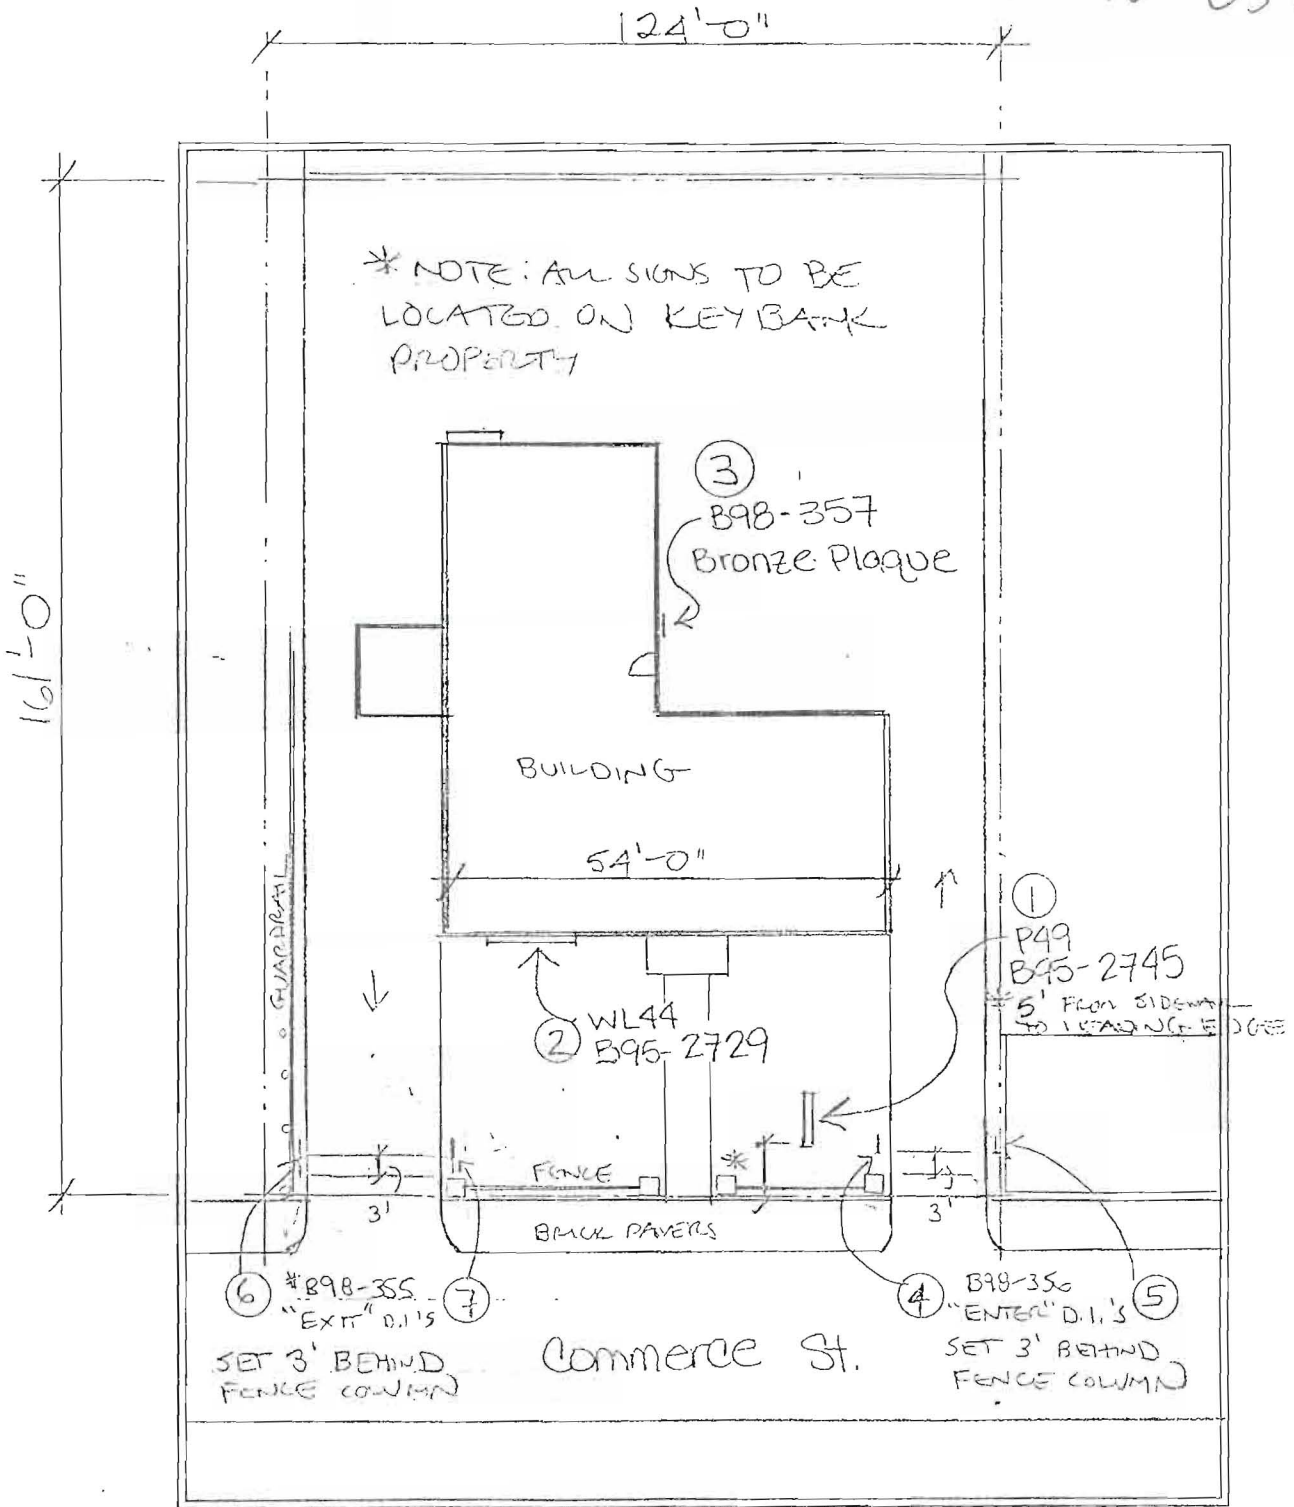 124'-0"
161'-0"
* NOTE: ALL SIGNS TO BE
LOCATED ON KEYBANK
PROPERTY
3
B98-357
Bronze Plaque
BUILDING
54'-0"
GUARDRAIL
1
P49
B95-2745
* 5' FROM SIDEWALK
TO LEADING EDGE
2
WL44
B95-2729
FENCE
*
3'
3'
BRICK PAVERS
6
#B98-355
"EXIT" D.I.'S
7
SET 3' BEHIND
FENCE COLUMN
Commerce St.
4
B98-356
"ENTER" D.I.'S
5
SET 3' BEHIND
FENCE COLUMN